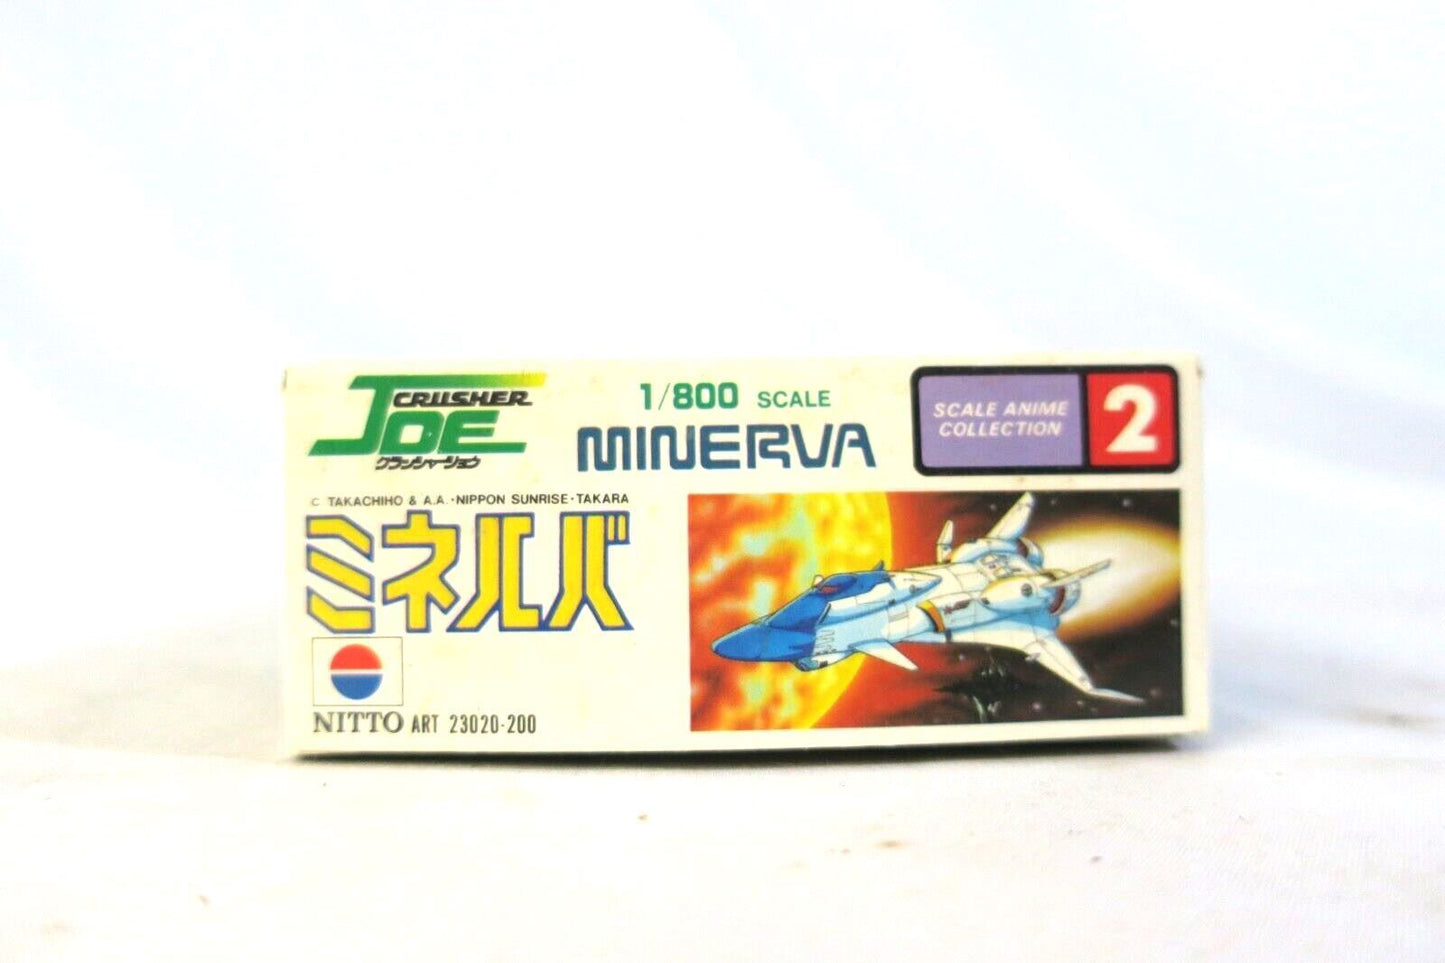 CRUSHER
JOE
クラッシャージョウ
1/800 SCALE
MINERVA
SCALE ANIME
COLLECTION
2
C TAKACHIHO & A.A.・NIPPON SUNRISE・TAKARA
ミネルバ
NITTO ART 23020-200